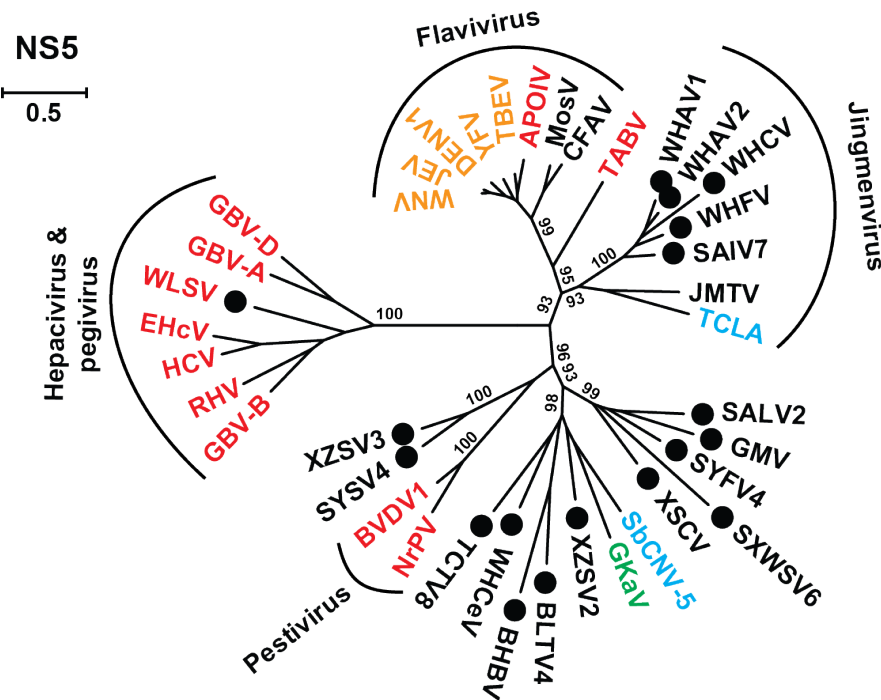 NS5
0.5
Flavivirus
WNV
JEV
DENV1
YFV
TBEV
APOIV
MosV
CFAV
TABV
Jingmenvirus
WHAV1
WHAV2
WHCV
WHFV
SAIV7
JMTV
TCLA
99
95
100
93
93
Hepacivirus &
pegivirus
GBV-D
GBV-A
WLSV
EHcV
HCV
RHV
GBV-B
100
96
93
99
98
100
100
SALV2
GMV
SYFV4
XSCV
SXWSV6
XZSV3
SYSV4
BVDV1
NrPV
Pestivirus
TCTV8
WHCeV
BHBV
BLTV4
XZSV2
GKaV
SbCNV-5